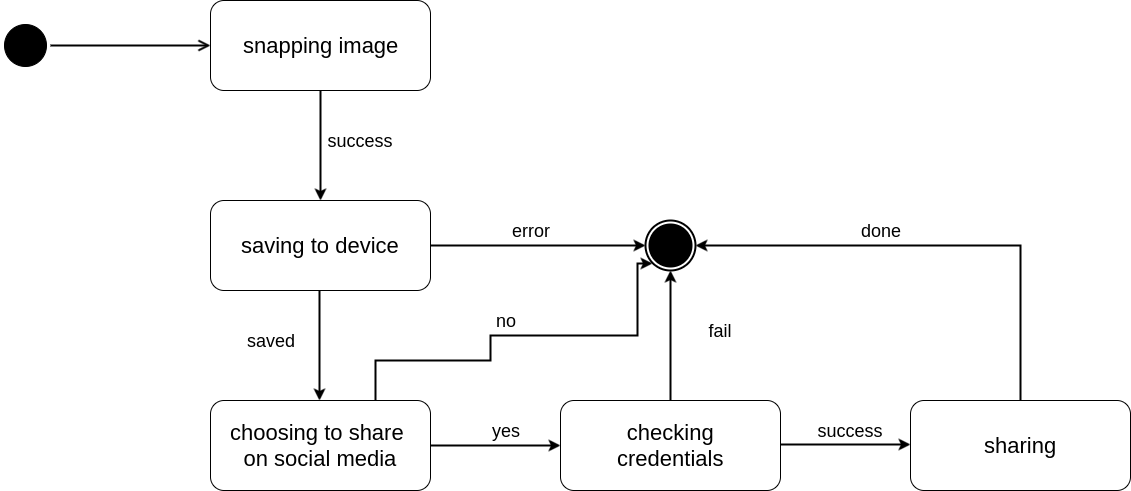 snapping image
success
saving to device
error
done
saved
no
fail
choosing to share
on social media
yes
checking
credentials
success
sharing